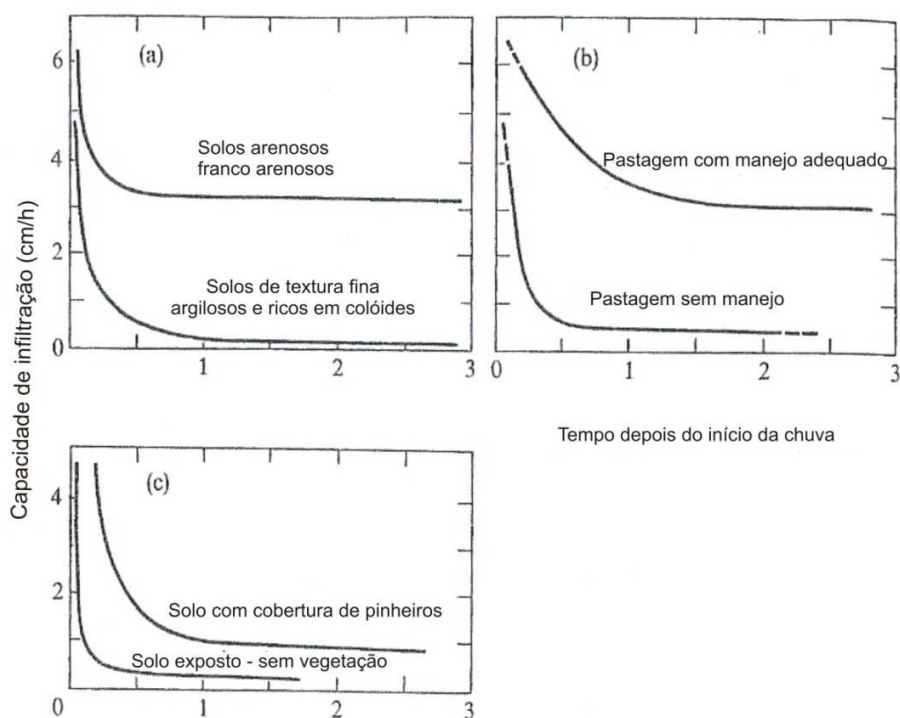 Capacidade de infiltração (cm/h)
6
4
2
0
(a)
Solos arenosos
franco arenosos
Solos de textura fina
argilosos e ricos em colóides
1
2
3
(b)
Pastagem com manejo adequado
Pastagem sem manejo
0
1
2
3
Tempo depois do início da chuva
4
2
0
(c)
Solo com cobertura de pinheiros
Solo exposto - sem vegetação
1
2
3